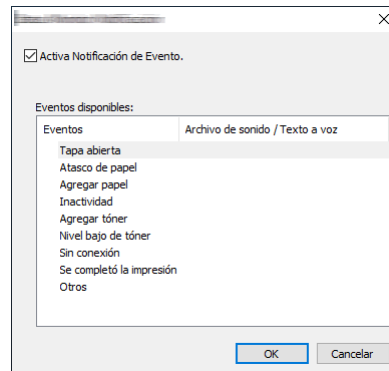 Activa Notificación de Evento.
Eventos disponibles:
Eventos Archivo de sonido / Texto a voz
Tapa abierta
Atasco de papel
Agregar papel
Inactividad
Agregar tóner
Nivel bajo de tóner
Sin conexión
Se completó la impresión
Otros
OK Cancelar